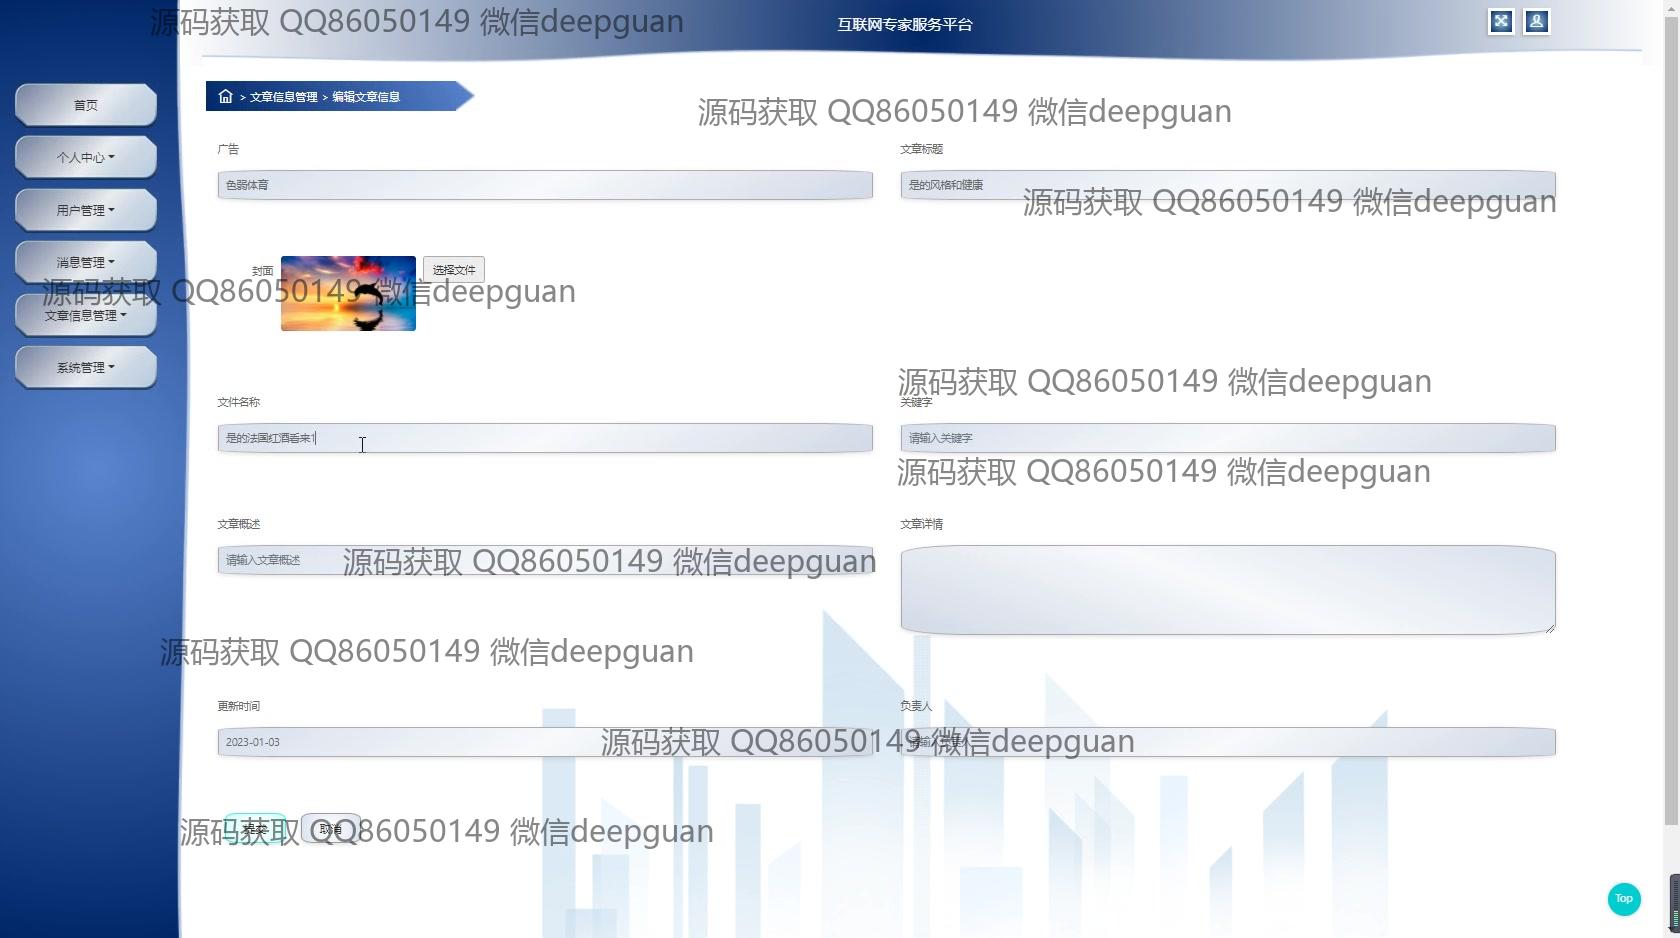 源码获取 QQ86050149 微信deepguan
互联网专家服务平台
首页
个人中心
用户管理
消息管理
文章信息管理
系统管理
> 文章信息管理 > 编辑文章信息
源码获取 QQ86050149 微信deepguan
广告
文章标题
色弱体育
是的风格和健康
源码获取 QQ86050149 微信deepguan
封面
选择文件
源码获取 QQ86050149 微信deepguan
源码获取 QQ86050149 微信deepguan
文件名称
关键字
是的法国红酒看来1
请输入关键字
源码获取 QQ86050149 微信deepguan
文章概述
文章详情
请输入文章概述
源码获取 QQ86050149 微信deepguan
源码获取 QQ86050149 微信deepguan
更新时间
负责人
2023-01-03
请输入负责人
源码获取 QQ86050149 微信deepguan
提交
取消
源码获取 QQ86050149 微信deepguan
Top